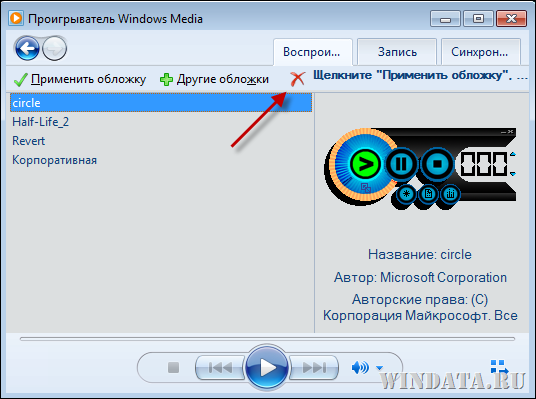 Проигрыватель Windows Media
Воспрои... Запись Синхрон...
Применить обложку Другие обложки Щелкните "Применить обложку", ...
circle
Half-Life_2
Revert
Корпоративная
Название: circle
Автор: Microsoft Corporation
Авторские права: (C)
Корпорация Майкрософт. Все
WINDATA.RU